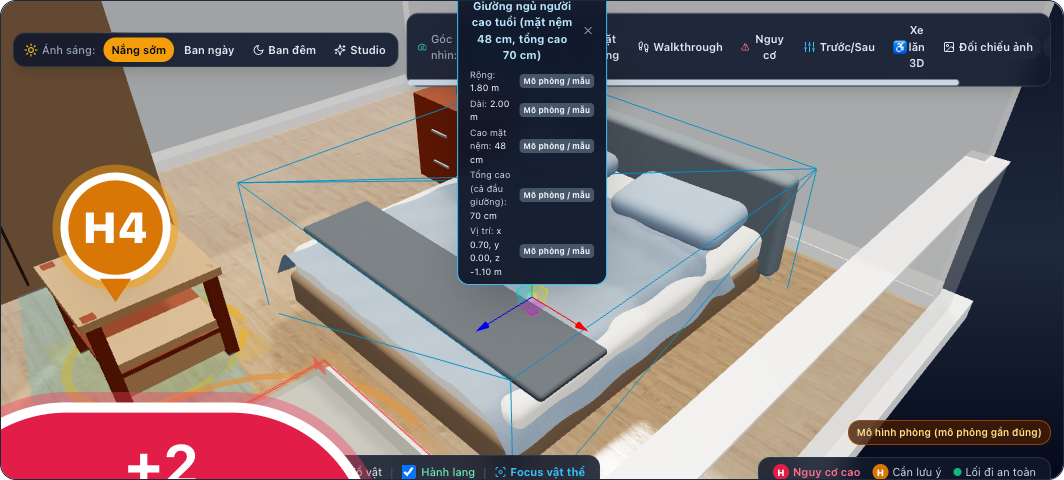 Ánh sáng:
Nắng sớm
Ban ngày
Ban đêm
Studio
Góc
nhìn:
Walkthrough
Nguy
cơ
Trước/Sau
Xe
lăn
3D
Đối chiếu ảnh
Giường ngủ người
cao tuổi (mặt nệm
48 cm, tổng cao
70 cm)
Rộng:
1.80 m
Mô phỏng / mẫu
Dài: 2.00
m
Mô phỏng / mẫu
Cao mặt
nệm: 48
cm
Mô phỏng / mẫu
Tổng cao
(cả đầu
giường):
70 cm
Mô phỏng / mẫu
Vị trí: x
0.70, y
0.00, z
-1.10 m
Mô phỏng / mẫu
H4
+2
Mô hình phòng (mô phỏng gần đúng)
vật
Hành lang
Focus vật thể
H Nguy cơ cao
H Cần lưu ý
Lối đi an toàn